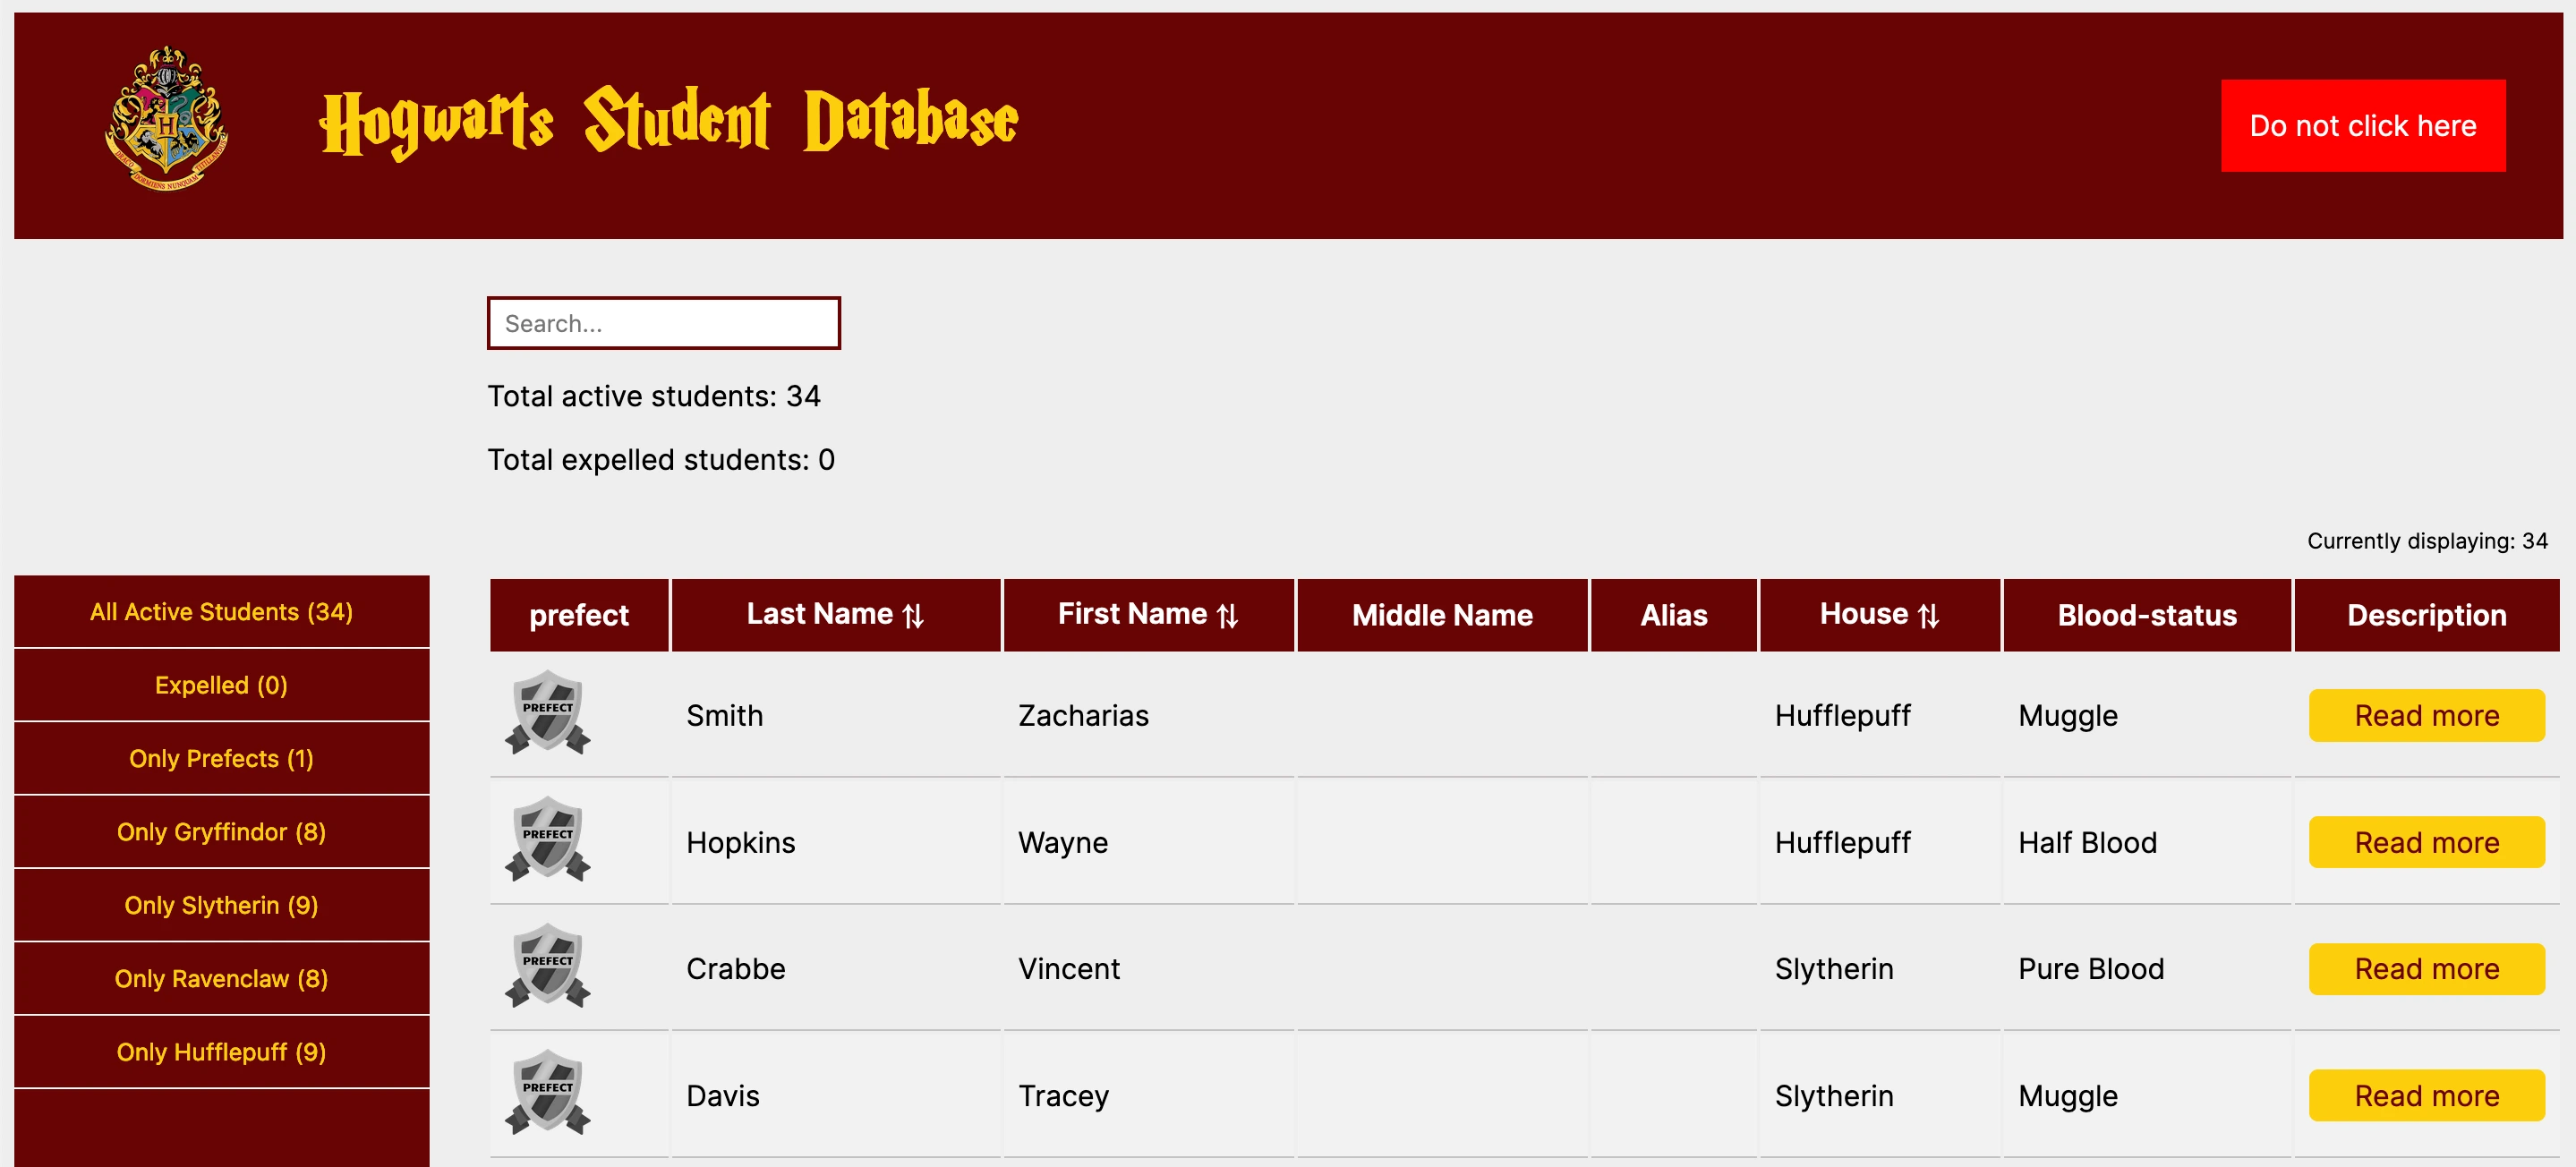 Hogwarts Student Database
Do not click here
Search...
Total active students: 34
Total expelled students: 0
Currently displaying: 34
All Active Students (34)
Expelled (0)
Only Prefects (1)
Only Gryffindor (8)
Only Slytherin (9)
Only Ravenclaw (8)
Only Hufflepuff (9)
prefect Last Name ⇅ First Name ⇅ Middle Name Alias House ⇅ Blood-status Description
PREFECT Smith Zacharias Hufflepuff Muggle Read more
PREFECT Hopkins Wayne Hufflepuff Half Blood Read more
PREFECT Crabbe Vincent Slytherin Pure Blood Read more
PREFECT Davis Tracey Slytherin Muggle Read more